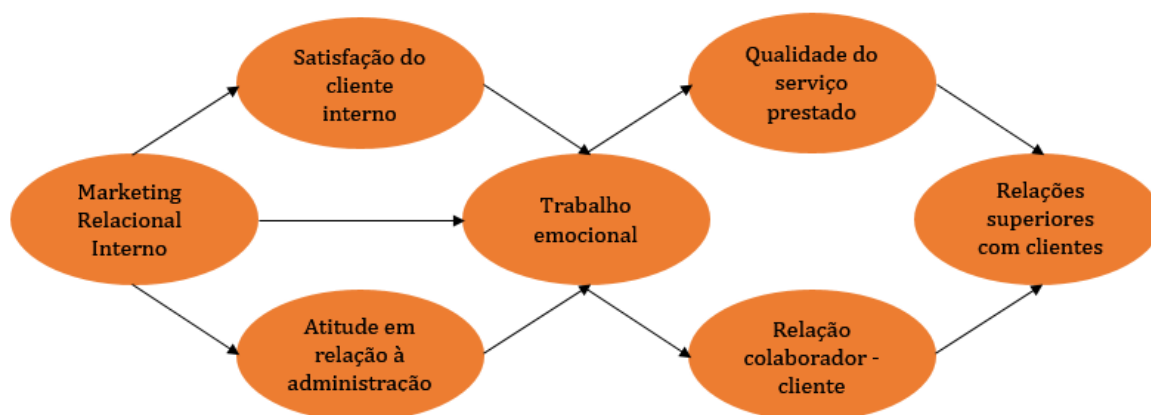 Satisfação do
cliente
interno
Qualidade do
serviço
prestado
Marketing
Relacional
Interno
Trabalho
emocional
Relações
superiores
com clientes
Atitude em
relação à
administração
Relação
colaborador -
cliente